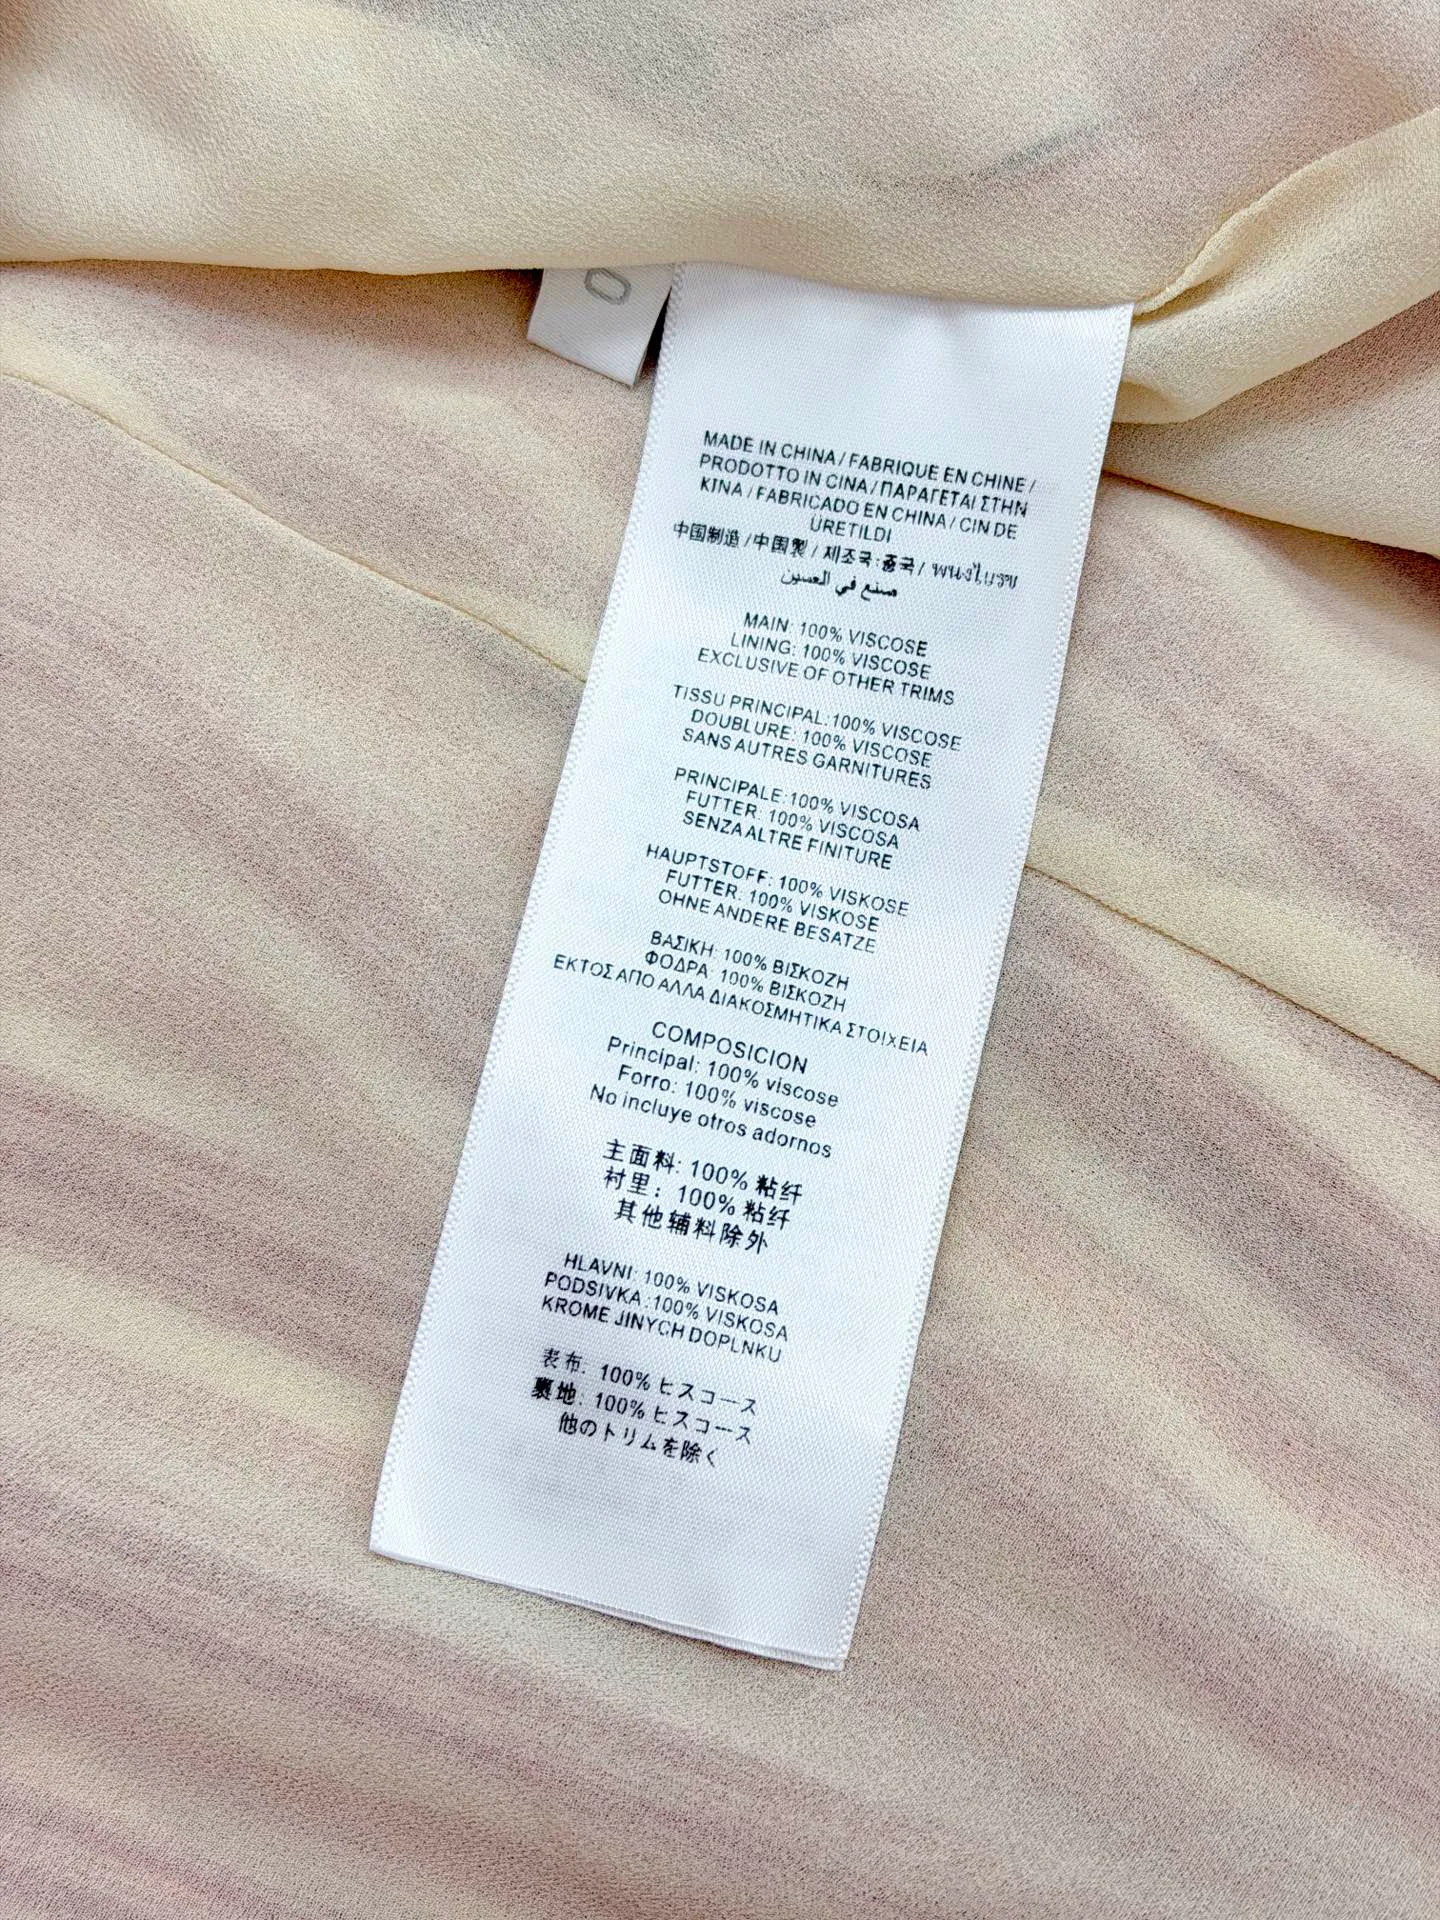 0
MADE IN CHINA / FABRIQUE EN CHINE /
PRODOTTO IN CINA / ΠΑΡΑΓΕΤΑΙ ΣΤΗΝ
ΚΙΝΑ / FABRICADO EN CHINA / CIN DE
ÜRETILDI
中国制造 / 中国製 / 제조국: 중국 /
صنع في
MAIN: 100% VISCOSE
LINING: 100% VISCOSE
EXCLUSIVE OF OTHER TRIMS
TISSU PRINCIPAL:100% VISCOSE
DOUBLURE: 100% VISCOSE
SANS AUTRES GARNITURES
PRINCIPALE:100% VISCOSA
FUTTER: 100% VISCOSA
SENZA ALTRE FINITURE
HAUPTSTOFF: 100% VISKOSE
FUTTER: 100% VISKOSE
OHNE ANDERE BESATZE
ΒΑΣΙΚΗ: 100% ΒΙΣΚΟΖΗ
ΦΟΔΡΑ: 100% ΒΙΣΚΟΖΗ
ΕΚΤΟΣ ΑΠΟ ΑΛΛΑ ΔΙΑΚΟΣΜΗΤΙΚΑ ΣΤΟΙΧΕΙΑ
COMPOSICION
Principal: 100% viscose
Forro: 100% viscose
No incluye otros adornos
主面料: 100% 粘纤
衬里: 100% 粘纤
其他辅料除外
HLAVNI: 100% VISKOSA
PODSIVKA :100% VISKOSA
KROME JINYCH DOPLNKU
表布: 100% ヒスコース
裏地: 100% ヒスコース
他のトリムを除く